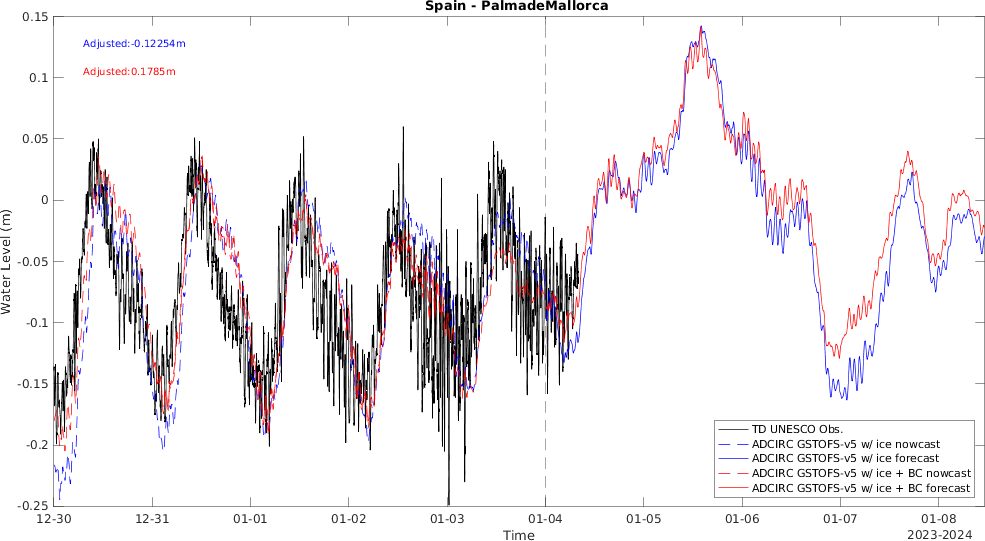 Spain - PalmadeMallorca
Adjusted:-0.12254m
Adjusted:0.1785m
0.15
0.1
0.05
0
-0.05
-0.1
-0.15
-0.2
-0.25
Water Level (m)
12-30
12-31
01-01
01-02
01-03
01-04
01-05
01-06
01-07
01-08
Time
2023-2024
TD UNESCO Obs.
ADCIRC GSTOFS-v5 w/ ice nowcast
ADCIRC GSTOFS-v5 w/ ice forecast
ADCIRC GSTOFS-v5 w/ ice + BC nowcast
ADCIRC GSTOFS-v5 w/ ice + BC forecast